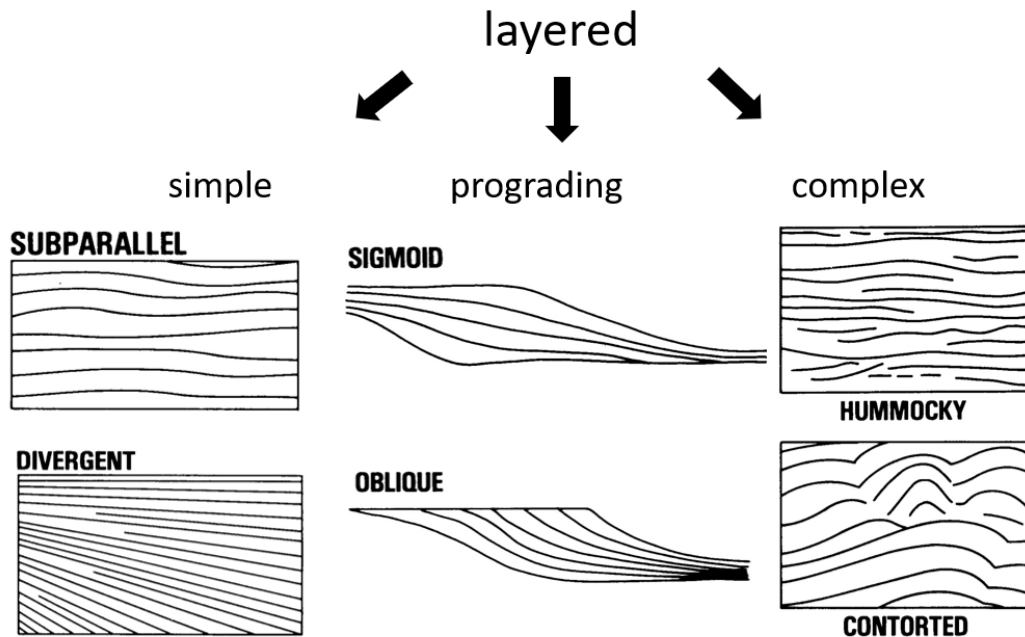 layered
simple
prograding
complex
SUBPARALLEL
SIGMOID
HUMMOCKY
DIVERGENT
OBLIQUE
CONTORTED